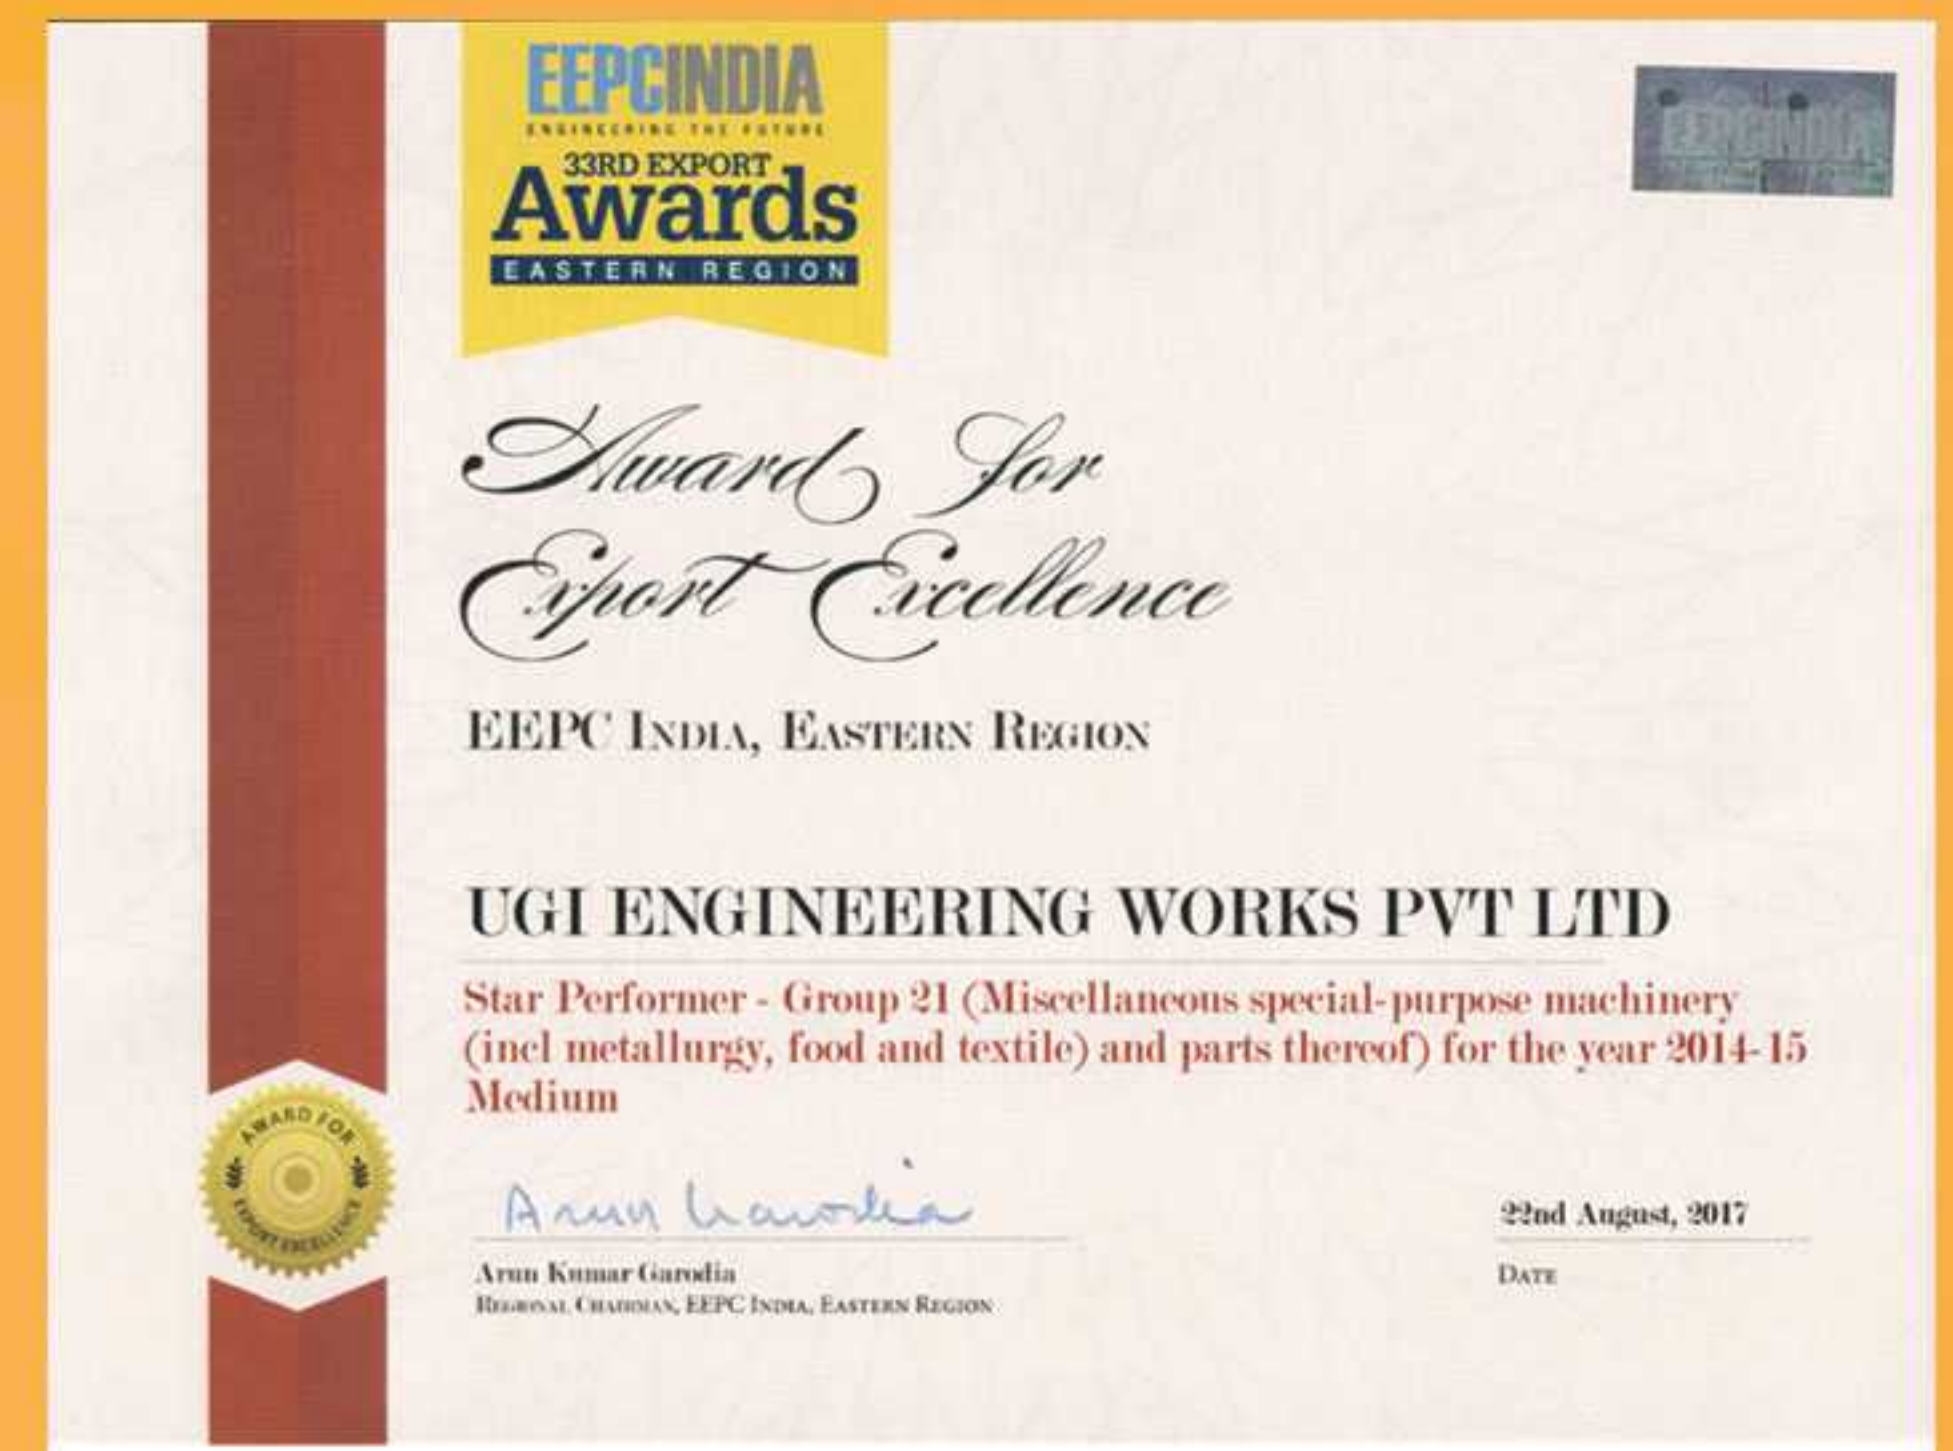 EEPCINDIA
ENGINEERING THE FUTURE
33RD EXPORT
Awards
EASTERN REGION
EEPCINDIA
Award for
Export Excellence
EEPC INDIA, EASTERN REGION
UGI ENGINEERING WORKS PVT LTD
Star Performer - Group 21 (Miscellaneous special-purpose machinery
(incl metallurgy, food and textile) and parts thereof) for the year 2014-15
Medium
AWARD FOR
EXPORT EXCELLENCE
Arun Garodia
22nd August, 2017
Arun Kumar Garodia
DATE
REGIONAL CHAIRMAN, EEPC INDIA, EASTERN REGION